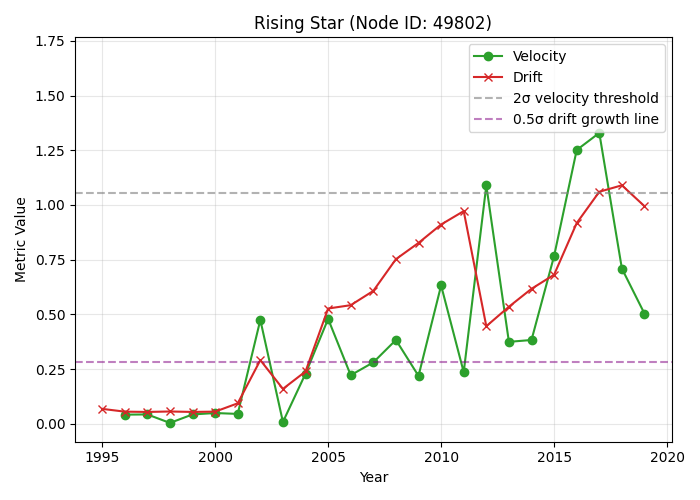 Rising Star (Node ID: 49802)
Velocity
Drift
2σ velocity threshold
0.5σ drift growth line
Metric Value
1.75
1.50
1.25
1.00
0.75
0.50
0.25
0.00
1995 2000 2005 2010 2015 2020
Year